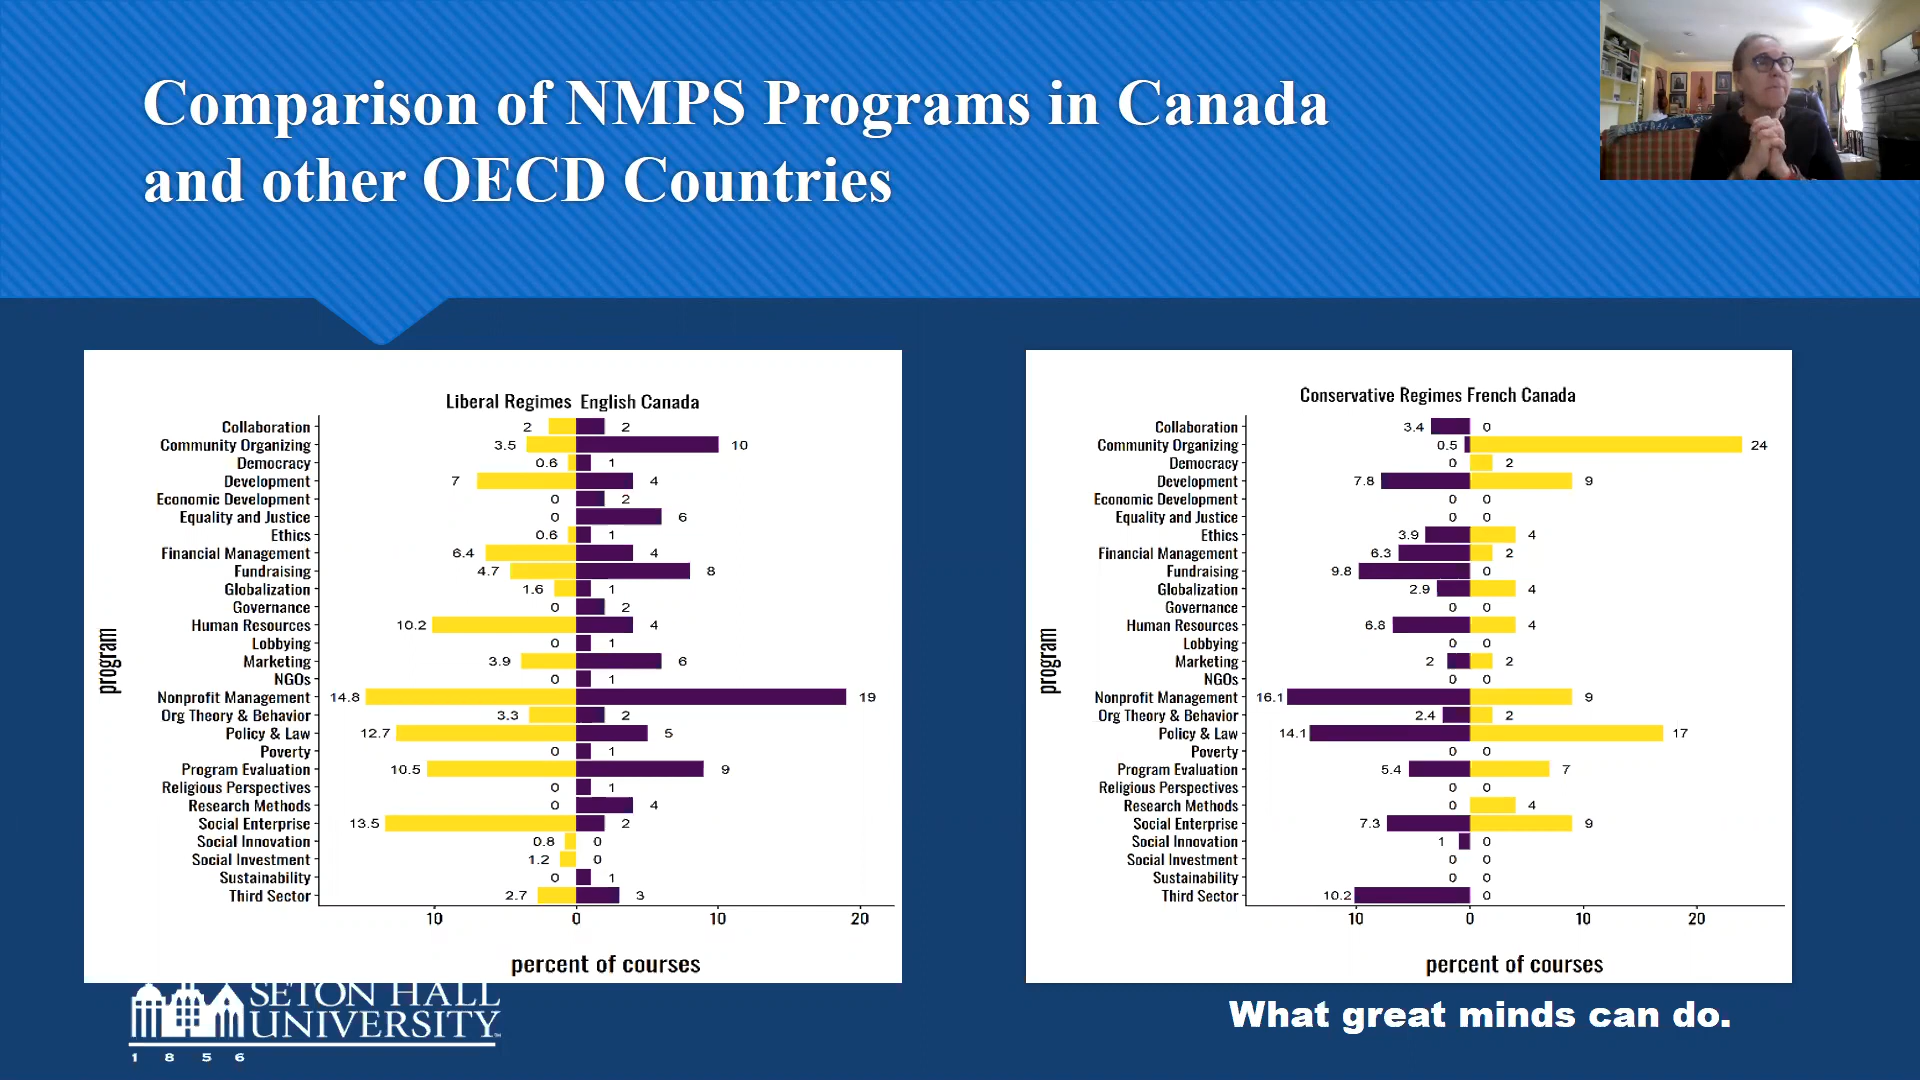 Comparison of NMPS Programs in Canada
and other OECD Countries
Liberal Regimes English Canada
Collaboration 2 2
Community Organizing 3.5 10
Democracy 0.6 1
Development 7 4
Economic Development 0 2
Equality and Justice 0 6
Ethics 0.6 1
Financial Management 6.4 4
Fundraising 4.7 8
Globalization 1.6 1
Governance 0 2
Human Resources 10.2 4
Lobbying 0 1
Marketing 3.9 6
NGOs 0 1
Nonprofit Management 14.8 19
Org Theory & Behavior 3.3 2
Policy & Law 12.7 5
Poverty 0 1
Program Evaluation 10.5 9
Religious Perspectives 0 1
Research Methods 0 4
Social Enterprise 13.5 2
Social Innovation 0.8 0
Social Investment 1.2 0
Sustainability 0 1
Third Sector 2.7 3
program
10 0 10 20
percent of courses
Conservative Regimes French Canada
Collaboration 3.4 0
Community Organizing 0.5 24
Democracy 0 2
Development 7.8 9
Economic Development 0 0
Equality and Justice 0 0
Ethics 3.9 4
Financial Management 6.3 2
Fundraising 9.8 0
Globalization 2.9 4
Governance 0 0
Human Resources 6.8 4
Lobbying 0 0
Marketing 2 2
NGOs 0 0
Nonprofit Management 16.1 9
Org Theory & Behavior 2.4 2
Policy & Law 14.1 17
Poverty 0 0
Program Evaluation 5.4 7
Religious Perspectives 0 0
Research Methods 0 4
Social Enterprise 7.3 9
Social Innovation 1 0
Social Investment 0 0
Sustainability 0 0
Third Sector 10.2 0
program
10 0 10 20
percent of courses
SETON HALL
UNIVERSITY
1856
What great minds can do.